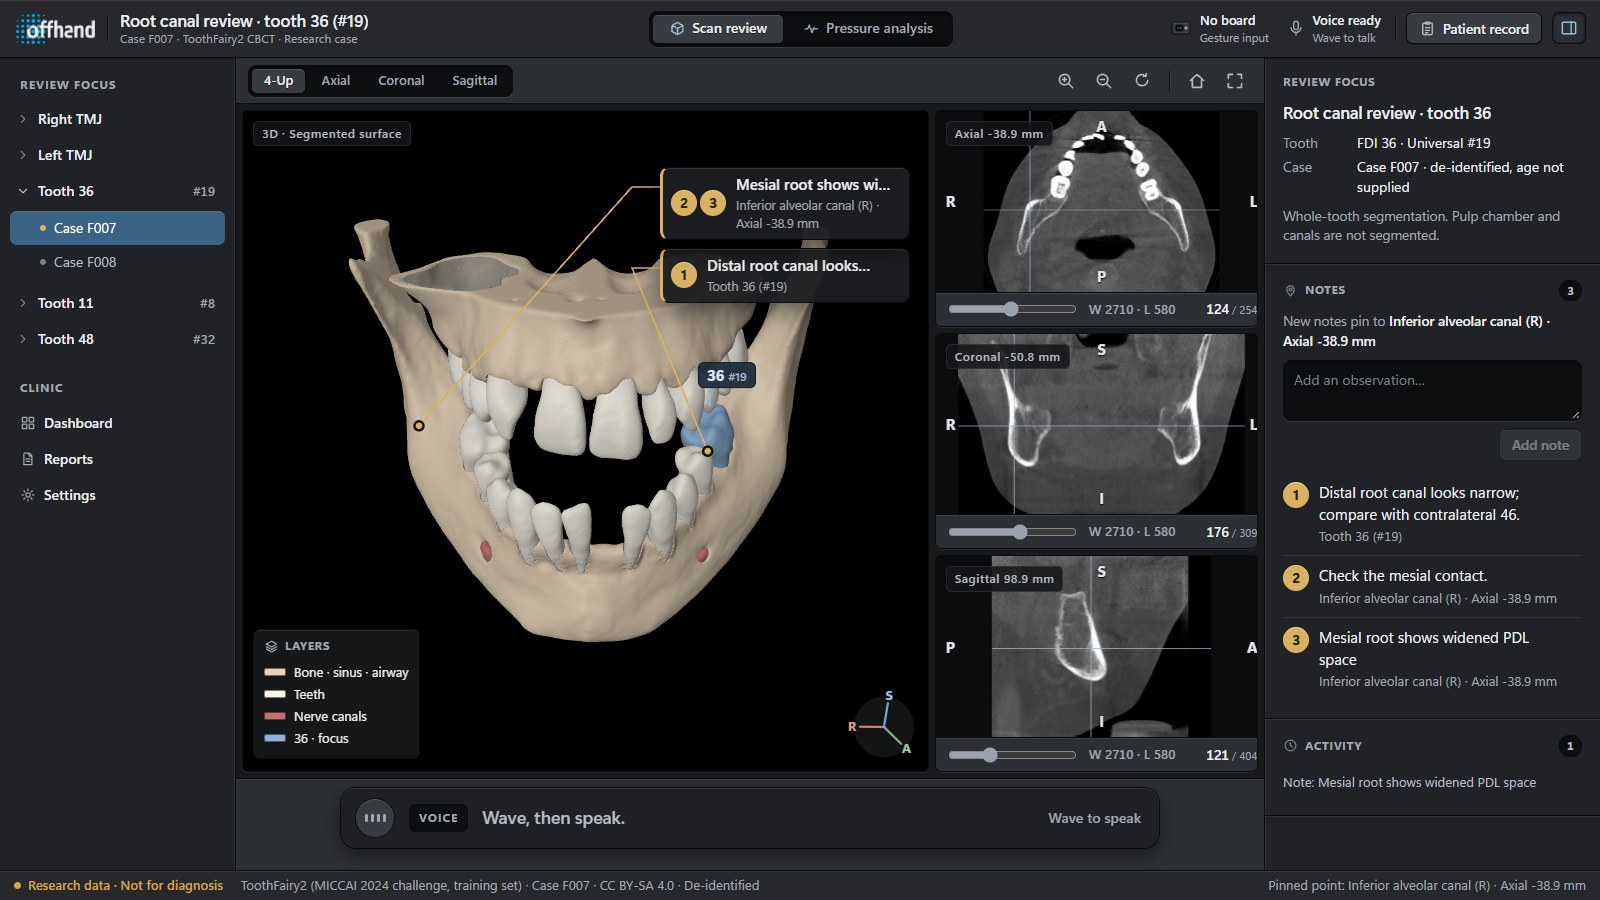 offhand
Root canal review · tooth 36 (#19)
Case F007 · ToothFairy2 CBCT · Research case
Scan review
Pressure analysis
No board
Gesture input
Voice ready
Wave to talk
Patient record
REVIEW FOCUS
Right TMJ
Left TMJ
Tooth 36 #19
Case F007
Case F008
Tooth 11 #8
Tooth 48 #32
CLINIC
Dashboard
Reports
Settings
4-Up Axial Coronal Sagittal
3D · Segmented surface
2 3 Mesial root shows wi...
Inferior alveolar canal (R) ·
Axial -38.9 mm
1 Distal root canal looks...
Tooth 36 (#19)
36 #19
LAYERS
Bone · sinus · airway
Teeth
Nerve canals
36 · focus
S
R
A
Axial -38.9 mm
A
R
L
P
W 2710 · L 580 124 / 254
Coronal -50.8 mm
S
R
L
I
W 2710 · L 580 176 / 309
Sagittal 98.9 mm
S
P
A
I
W 2710 · L 580 121 / 404
VOICE Wave, then speak. Wave to speak
REVIEW FOCUS
Root canal review · tooth 36
Tooth FDI 36 · Universal #19
Case Case F007 · de-identified, age not
supplied
Whole-tooth segmentation. Pulp chamber and
canals are not segmented.
NOTES 3
New notes pin to Inferior alveolar canal (R) ·
Axial -38.9 mm
Add an observation...
Add note
1 Distal root canal looks narrow;
compare with contralateral 46.
Tooth 36 (#19)
2 Check the mesial contact.
Inferior alveolar canal (R) · Axial -38.9 mm
3 Mesial root shows widened PDL
space
Inferior alveolar canal (R) · Axial -38.9 mm
ACTIVITY 1
Note: Mesial root shows widened PDL space
Research data · Not for diagnosis ToothFairy2 (MICCAI 2024 challenge, training set) · Case F007 · CC BY-SA 4.0 · De-identified
Pinned point: Inferior alveolar canal (R) · Axial -38.9 mm